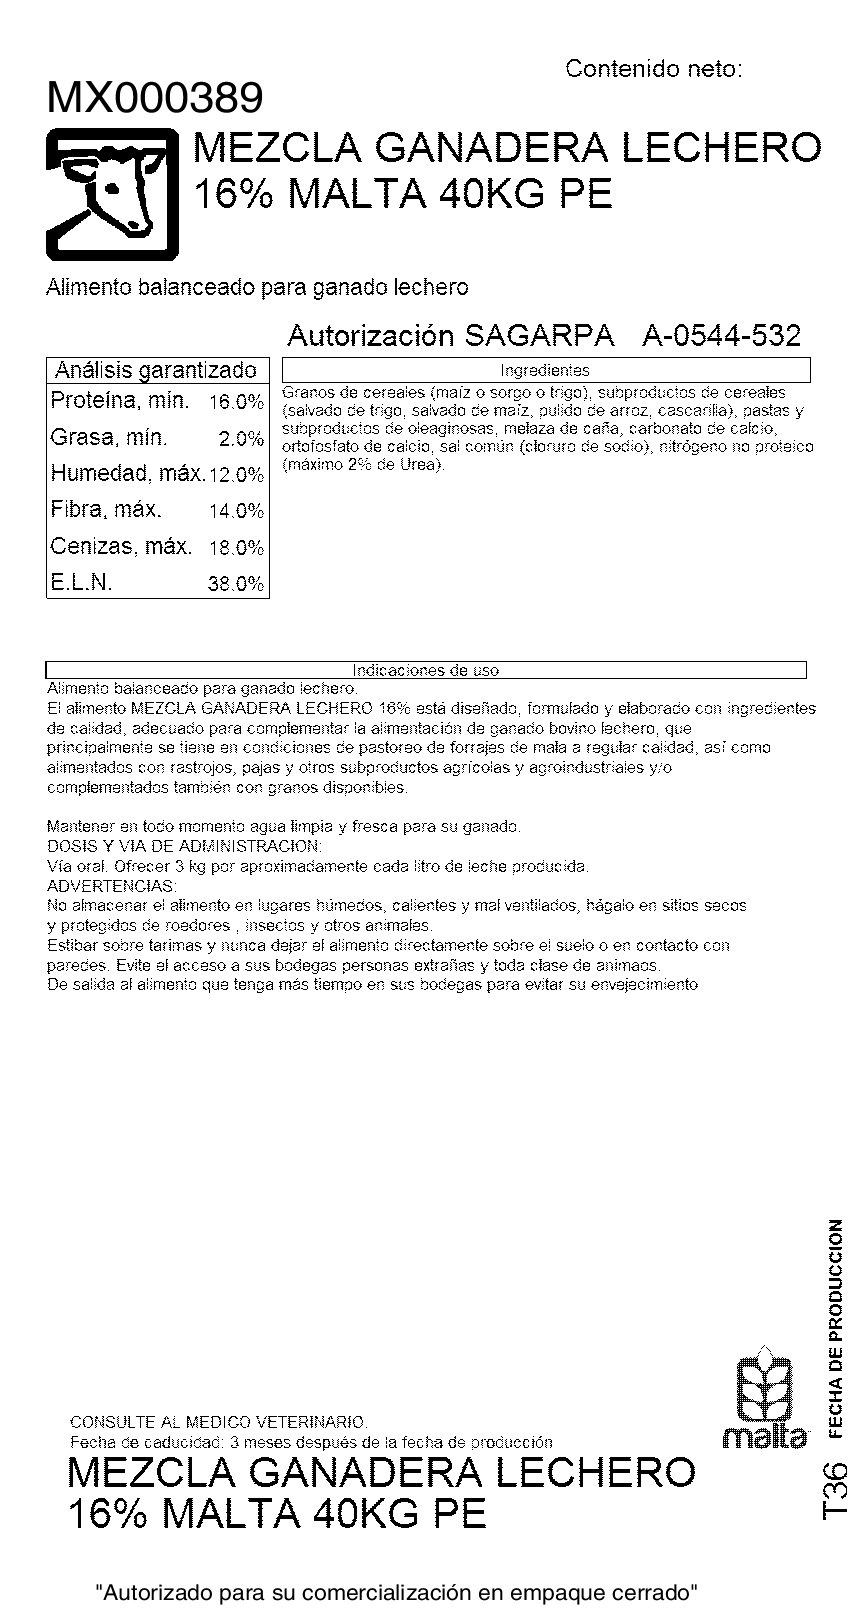 Contenido neto:
MX000389
MEZCLA GANADERA LECHERO
16% MALTA 40KG PE
Alimento balanceado para ganado lechero
Autorización SAGARPA A-0544-532
Análisis garantizado
Proteína, mín. 16.0%
Grasa, mín. 2.0%
Humedad, máx. 12.0%
Fibra, máx. 14.0%
Cenizas, máx. 18.0%
E.L.N. 38.0%
Ingredientes
Granos de cereales (maíz o sorgo o trigo), subproductos de cereales
(salvado de trigo, salvado de maíz, pulido de arroz, cascarilla), pastas y
subproductos de oleaginosas, melaza de caña, carbonato de calcio,
ortofosfato de calcio, sal común (cloruro de sodio), nitrógeno no proteico
(máximo 2% de Urea).
Indicaciones de uso
Alimento balanceado para ganado lechero.
El alimento MEZCLA GANADERA LECHERO 16% está diseñado, formulado y elaborado con ingredientes
de calidad, adecuado para complementar la alimentación de ganado bovino lechero, que
principalmente se tiene en condiciones de pastoreo de forrajes de mala a regular calidad, así como
alimentados con rastrojos, pajas y otros subproductos agrícolas y agroindustriales y/o
complementados también con granos disponibles.
Mantener en todo momento agua limpia y fresca para su ganado.
DOSIS Y VIA DE ADMINISTRACION:
Vía oral. Ofrecer 3 kg por aproximadamente cada litro de leche producida.
ADVERTENCIAS:
No almacenar el alimento en lugares húmedos, calientes y mal ventilados, hágalo en sitios secos
y protegidos de roedores , insectos y otros animales.
Estibar sobre tarimas y nunca dejar el alimento directamente sobre el suelo o en contacto con
paredes. Evite el acceso a sus bodegas personas extrañas y toda clase de animaos.
De salida al alimento que tenga más tiempo en sus bodegas para evitar su envejecimiento
FECHA DE PRODUCCION
malta
T36
CONSULTE AL MEDICO VETERINARIO.
Fecha de caducidad: 3 meses después de la fecha de producción
MEZCLA GANADERA LECHERO
16% MALTA 40KG PE
"Autorizado para su comercialización en empaque cerrado"